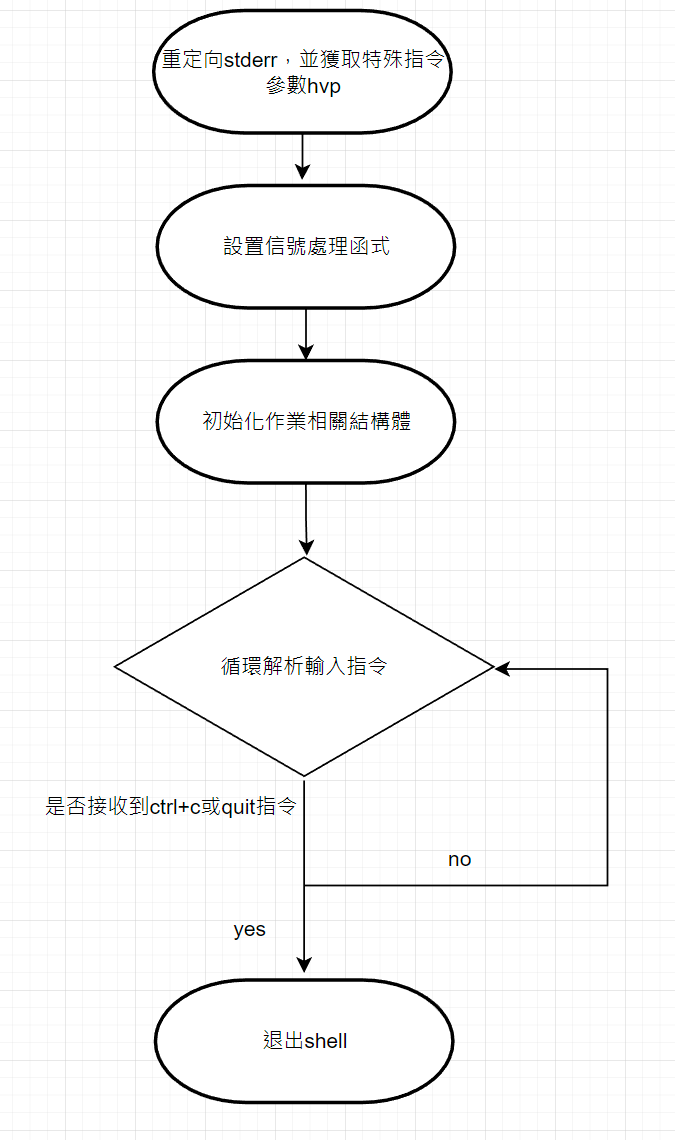 重定向stderr，並獲取特殊指令
參數hvp
設置信號處理函式
初始化作業相關結構體
循環解析輸入指令
是否接收到ctrl+c或quit指令
no
yes
退出shell